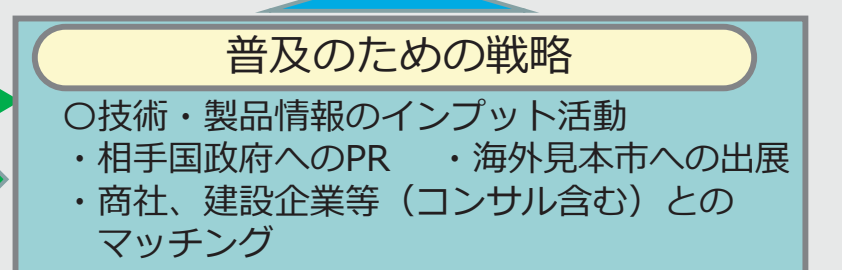 普及のための戦略
〇技術・製品情報のインプット活動
・相手国政府へのPR　・海外見本市への出展
・商社、建設企業等（コンサル含む）との
マッチング